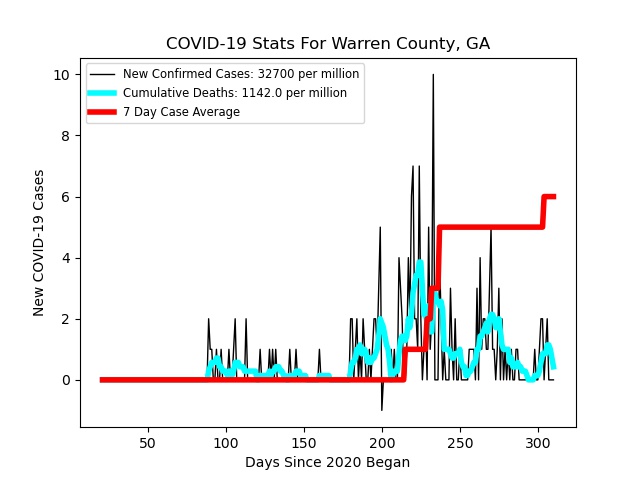 COVID-19 Stats For Warren County, GA
New Confirmed Cases: 32700 per million
Cumulative Deaths: 1142.0 per million
7 Day Case Average
New COVID-19 Cases
10
8
6
4
2
0
50 100 150 200 250 300
Days Since 2020 Began